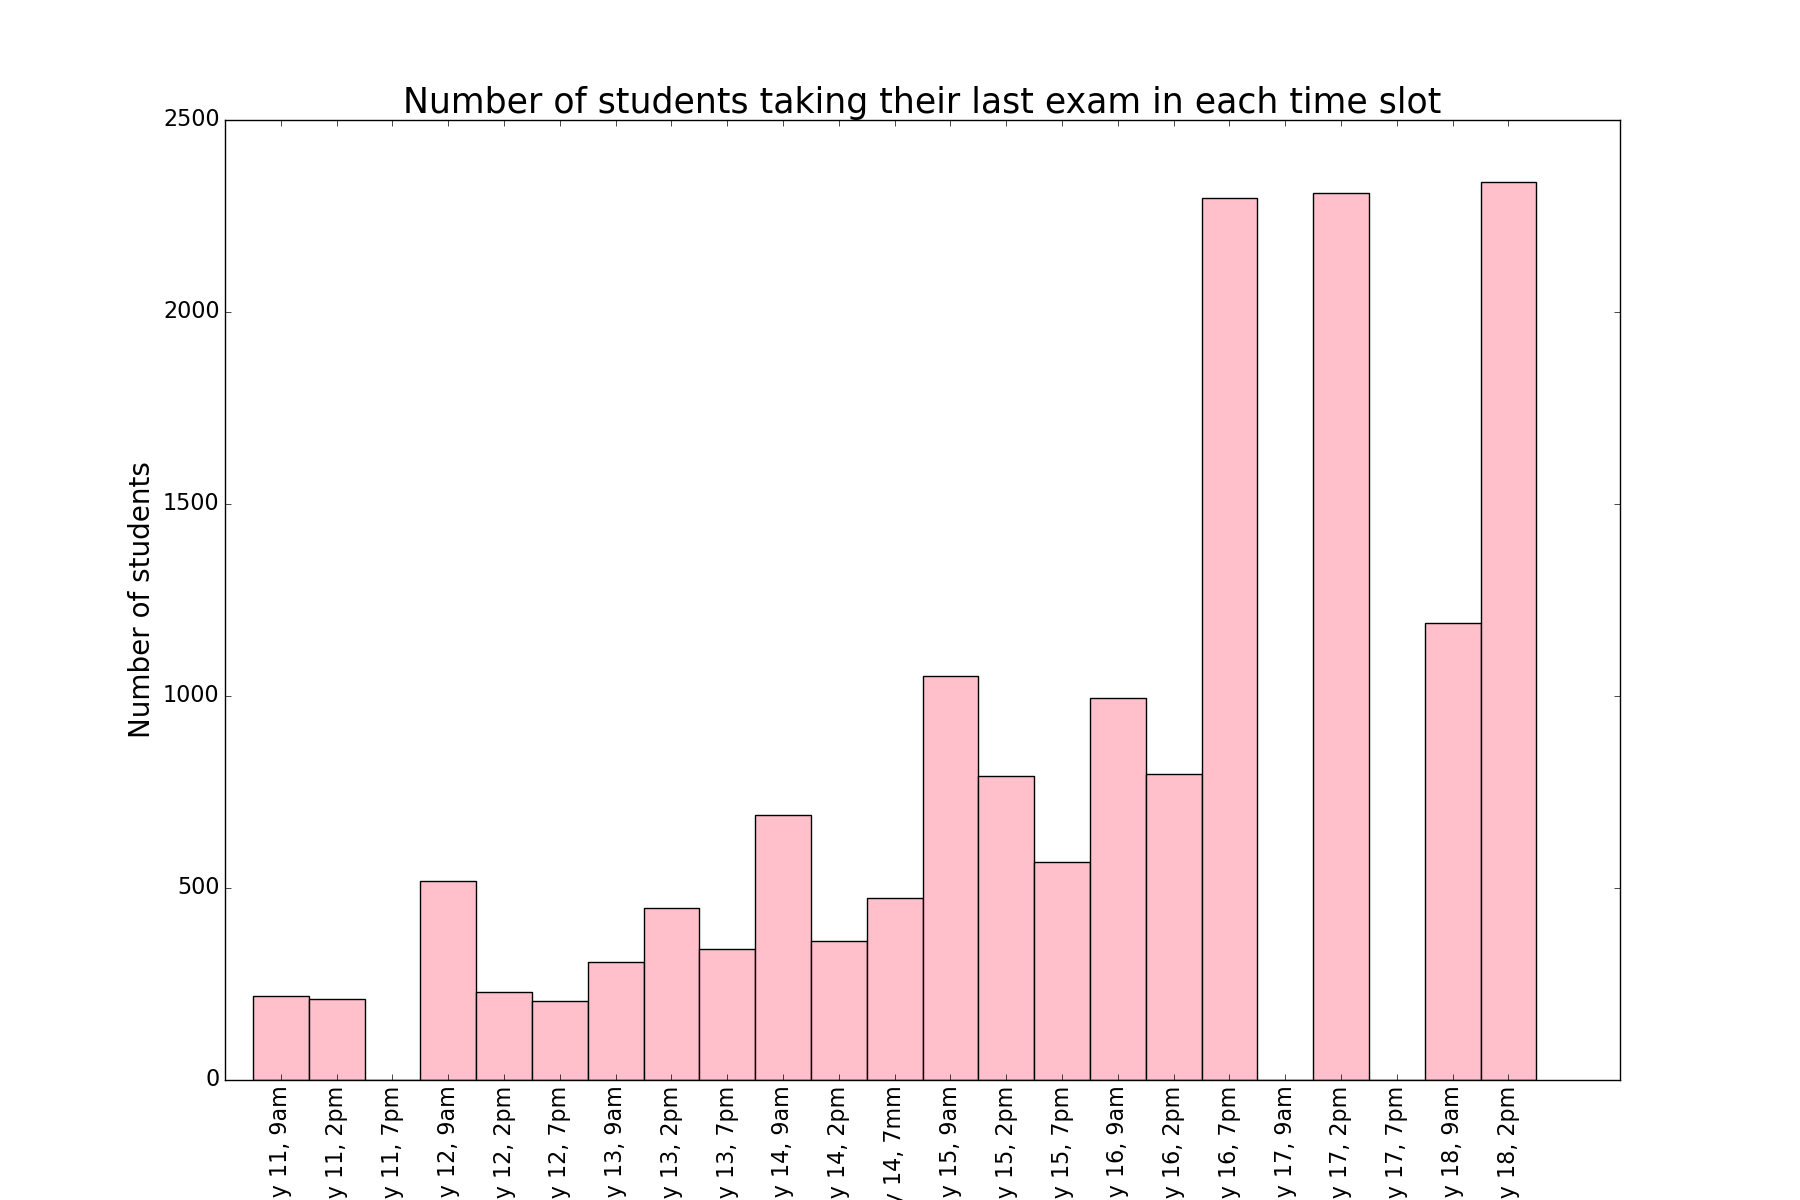 Number of students taking their last exam in each time slot
2500
2000
1500
1000
500
0
Number of students
y 11, 9am
y 11, 2pm
y 11, 7pm
y 12, 9am
y 12, 2pm
y 12, 7pm
y 13, 9am
y 13, 2pm
y 13, 7pm
y 14, 9am
y 14, 2pm
y 14, 7mm
y 15, 9am
y 15, 2pm
y 15, 7pm
y 16, 9am
y 16, 2pm
y 16, 7pm
y 17, 9am
y 17, 2pm
y 17, 7pm
y 18, 9am
y 18, 2pm